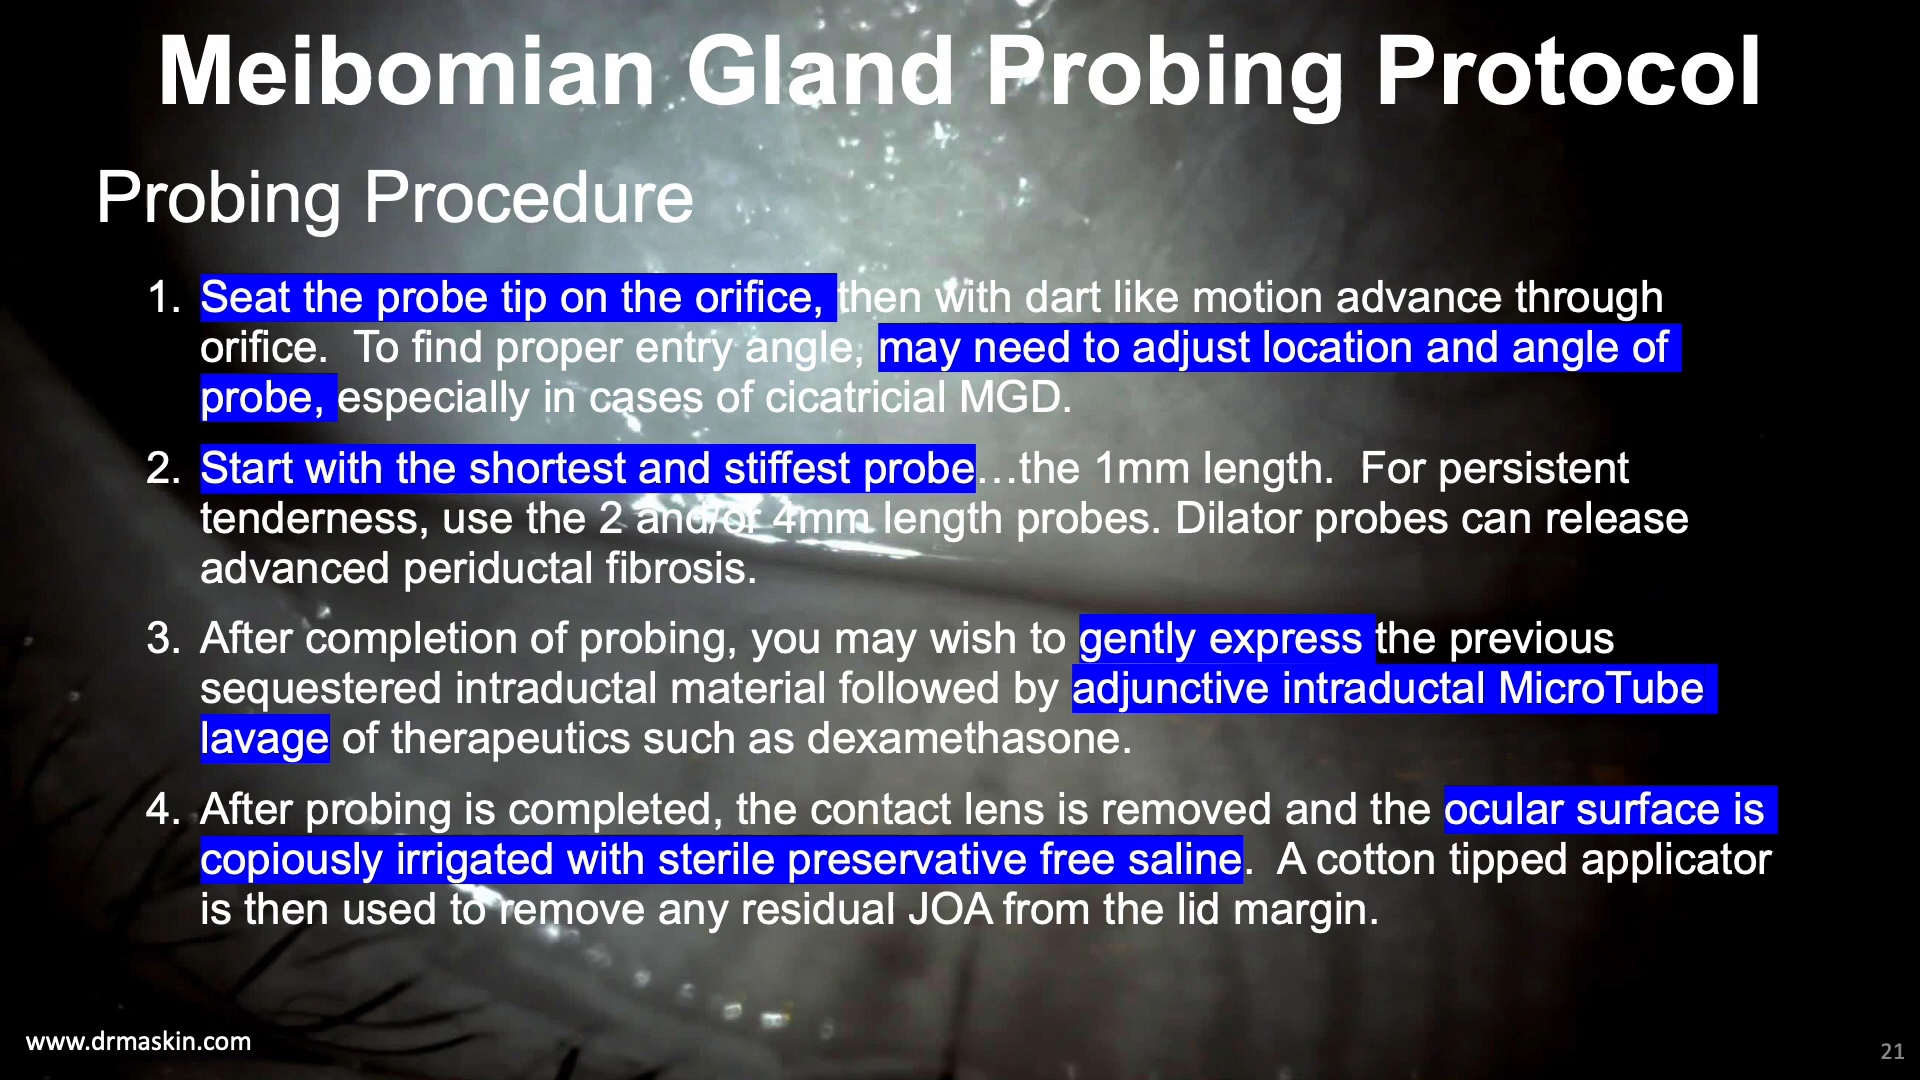 Meibomian Gland Probing Protocol
Probing Procedure
1. Seat the probe tip on the orifice, then with dart like motion advance through
orifice.  To find proper entry angle, may need to adjust location and angle of
probe, especially in cases of cicatricial MGD.
2. Start with the shortest and stiffest probe…the 1mm length.  For persistent
tenderness, use the 2 and/or 4mm length probes. Dilator probes can release
advanced periductal fibrosis.
3. After completion of probing, you may wish to gently express the previous
sequestered intraductal material followed by adjunctive intraductal MicroTube
lavage of therapeutics such as dexamethasone.
4. After probing is completed, the contact lens is removed and the ocular surface is
copiously irrigated with sterile preservative free saline.  A cotton tipped applicator
is then used to remove any residual JOA from the lid margin.
www.drmaskin.com
21